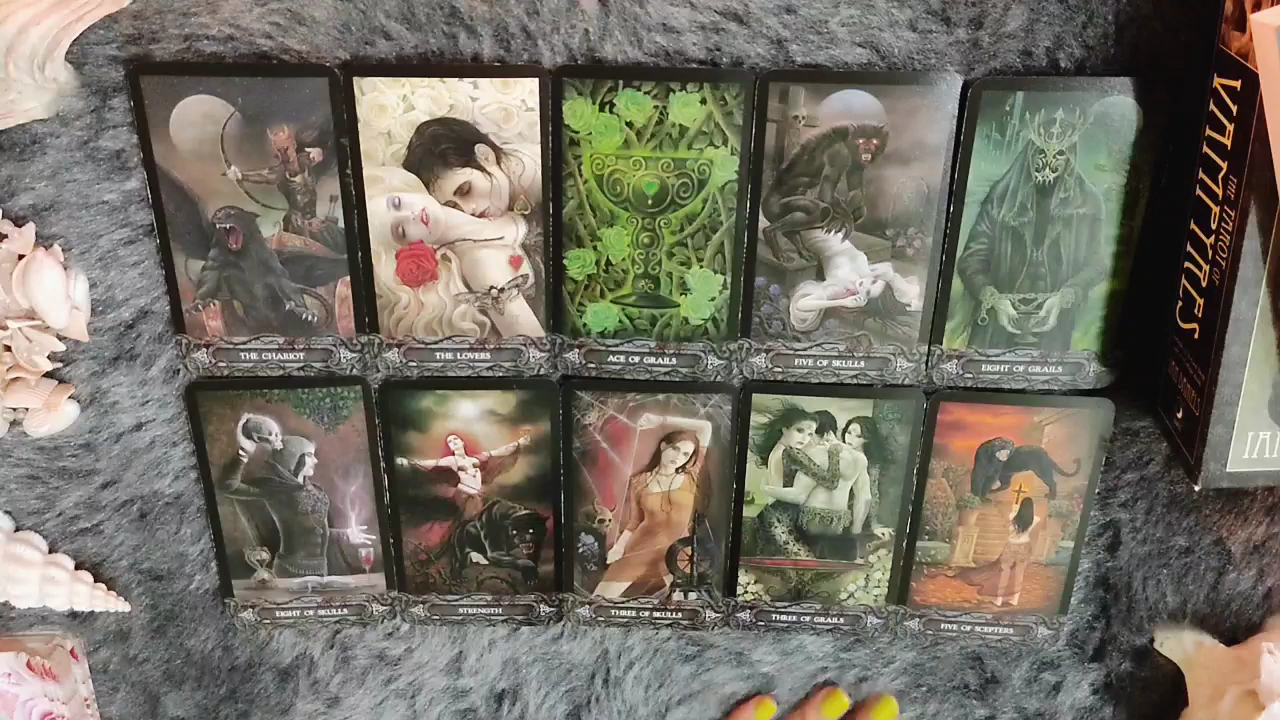 THE CHARIOT
THE LOVERS
ACE OF GRAILS
FIVE OF SKULLS
EIGHT OF GRAILS
EIGHT OF SKULLS
STRENGTH
THREE OF SKULLS
THREE OF GRAILS
FIVE OF SCEPTERS
THE TAROT OF
VAMPYRES
IAN